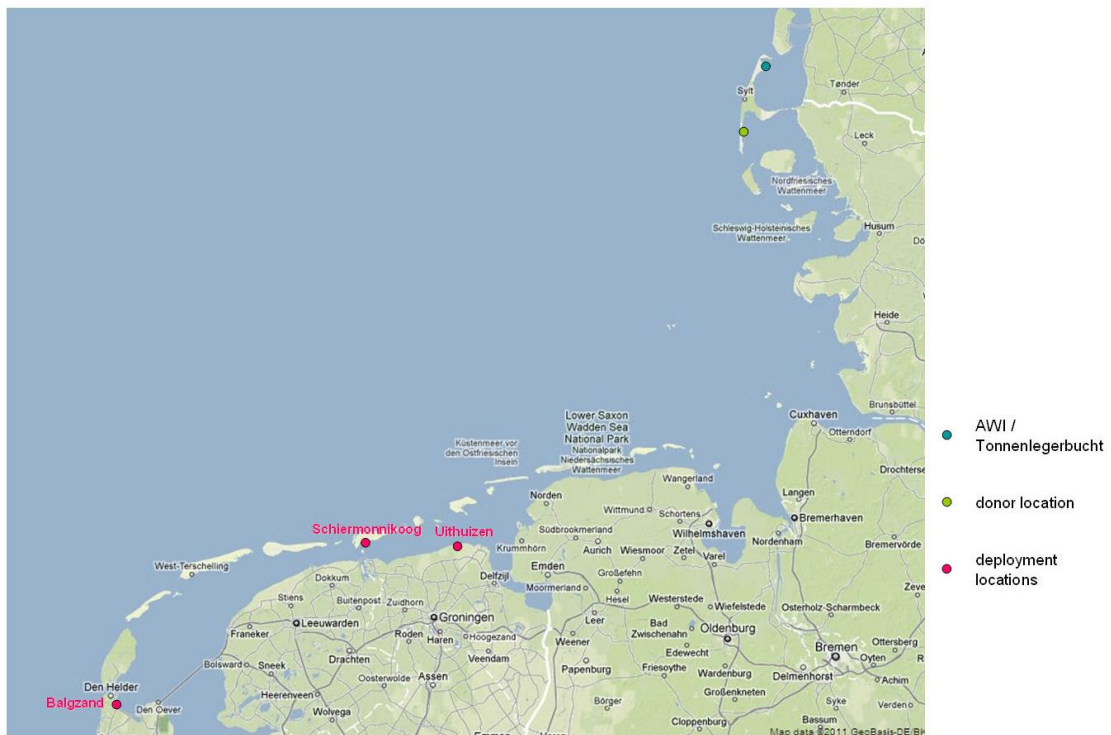 Sylt
Tønder
Leck
Nordfriesisches
Wattenmeer
Schleswig-Holsteinisches
Wattenmeer
Husum
Heide
Brunsbüttel
Cuxhaven
Otterndorf
AWI /
Tonnenlegerbucht
donor location
deployment
locations
Lower Saxon
Wadden Sea
National Park
Nationalpark
Niedersächsisches
Wattenmeer
Küstenmeer vor
den Ostfriesischen
Inseln
Drochterse
Wangerland
Langen
Bremerhaven
Norden
Wittmund
Schortens
Wilhelmshaven
Nordenham
Bremervörde
Schiermonnikoog
Uithuizen
Südbrookmerland
Krummhörn
Aurich
Wiesmoor
Zetel
Varel
West-Terschelling
Dokkum
Delfzijl
Emden
Moormerland
Großefehn
Hesel
Zeve
Stiens
Buitenpost
Zuidhorn
Groningen
Westerstede
Wiefelstede
Osterholz-Scharmbeck
Leeuwarden
Franeker
Roden
Haren
Hoogezand
Leer
Weener
Bad
Zwischenahn
Oldenburg
Edewecht
Bremen
Ottersberg
Oyten
Bolsward
Sneek
Drachten
Veendam
Papenburg
Friesoythe
Wardenburg
Delmenhorst
Achim
Den Helder
Balgzand
Den Oever
Heerenveen
Oosterwolde
Assen
Wolvega
Börger
Großenkneten
Cloppenburg
Syke
Verden
Bassum
Map data ©2011 GeoBasis-DE/BK